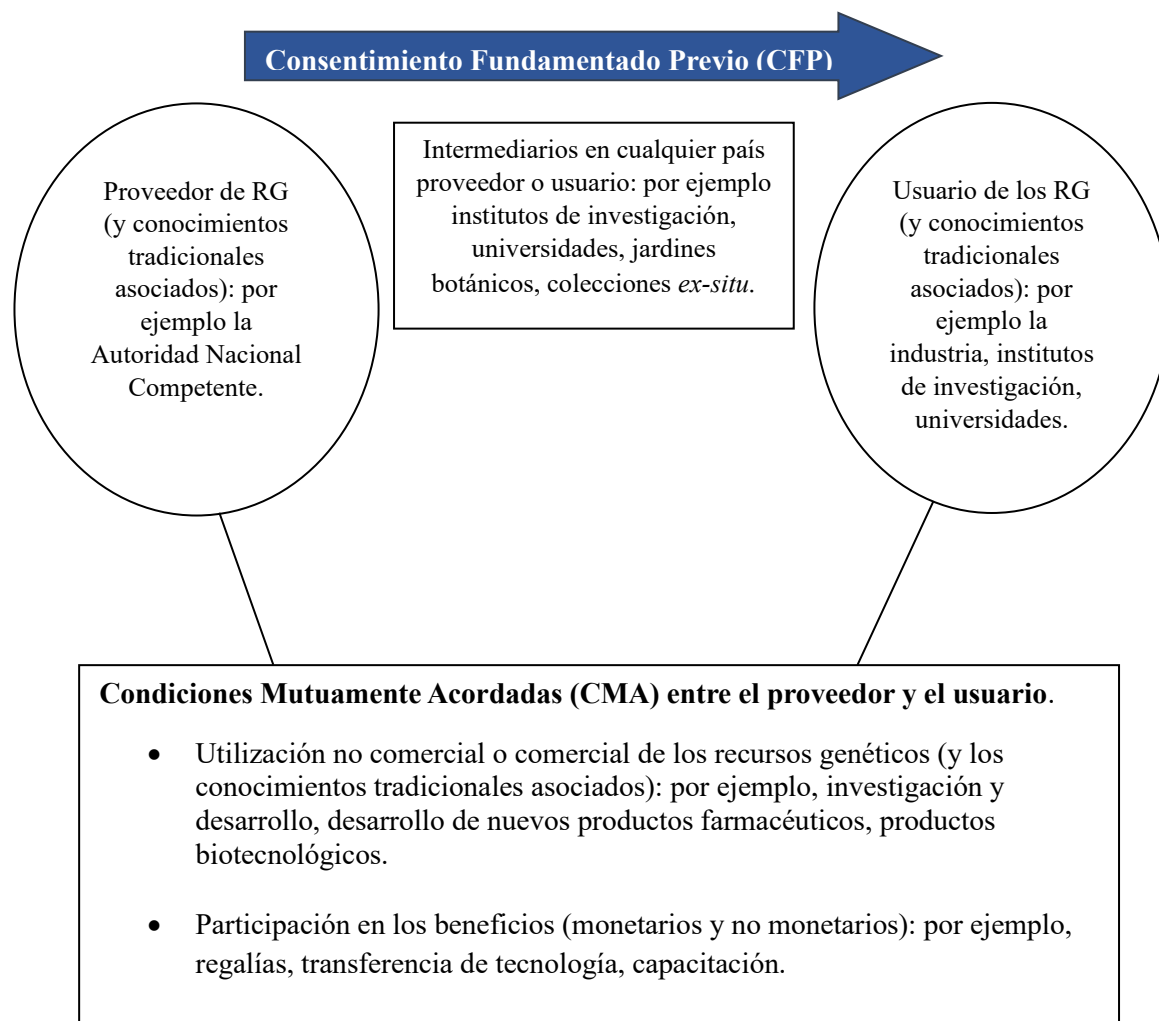 Consentimiento Fundamentado Previo (CFP)
Proveedor de RG
(y conocimientos
tradicionales
asociados): por
ejemplo la
Autoridad Nacional
Competente.
Intermediarios en cualquier país
proveedor o usuario: por ejemplo
institutos de investigación,
universidades, jardines
botánicos, colecciones ex-situ.
Usuario de los RG
(y conocimientos
tradicionales
asociados): por
ejemplo la
industria, institutos
de investigación,
universidades.
Condiciones Mutuamente Acordadas (CMA) entre el proveedor y el usuario.
• Utilización no comercial o comercial de los recursos genéticos (y los
conocimientos tradicionales asociados): por ejemplo, investigación y
desarrollo, desarrollo de nuevos productos farmacéuticos, productos
biotecnológicos.
• Participación en los beneficios (monetarios y no monetarios): por ejemplo,
regalías, transferencia de tecnología, capacitación.